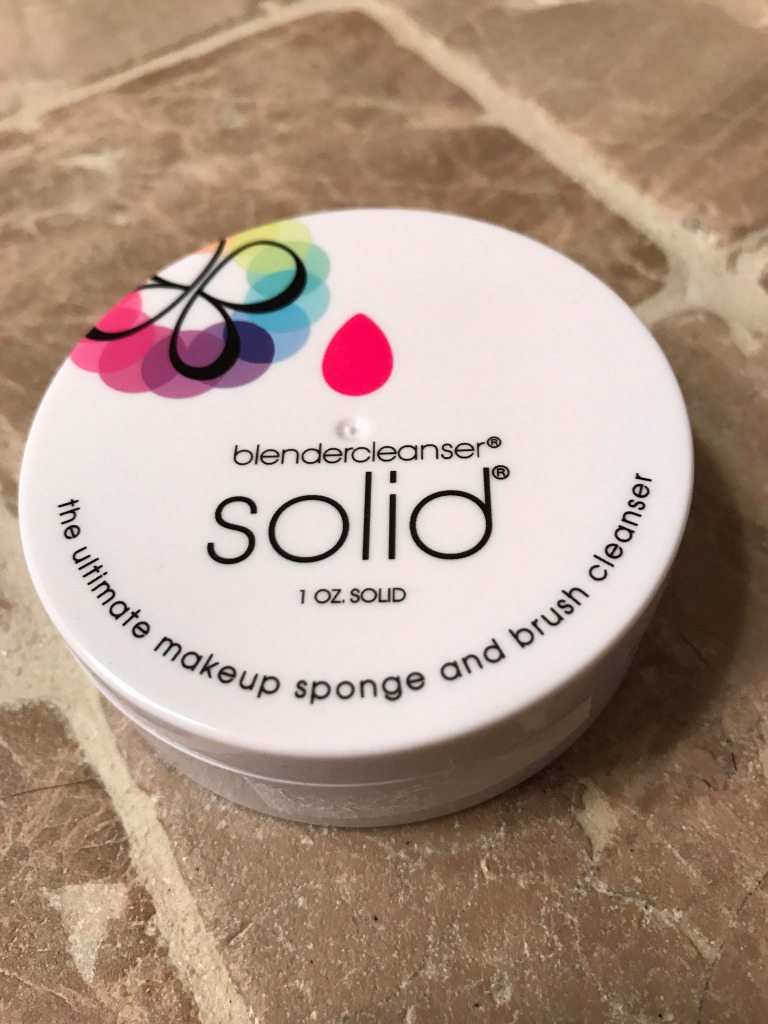 blendercleanser®
solid®
1 OZ. SOLID
the ultimate makeup sponge and brush cleanser